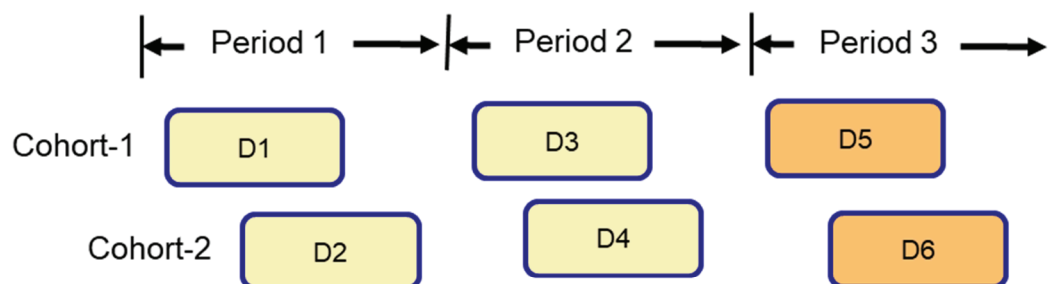 Period 1 Period 2 Period 3
Cohort-1 D1 D3 D5
Cohort-2 D2 D4 D6